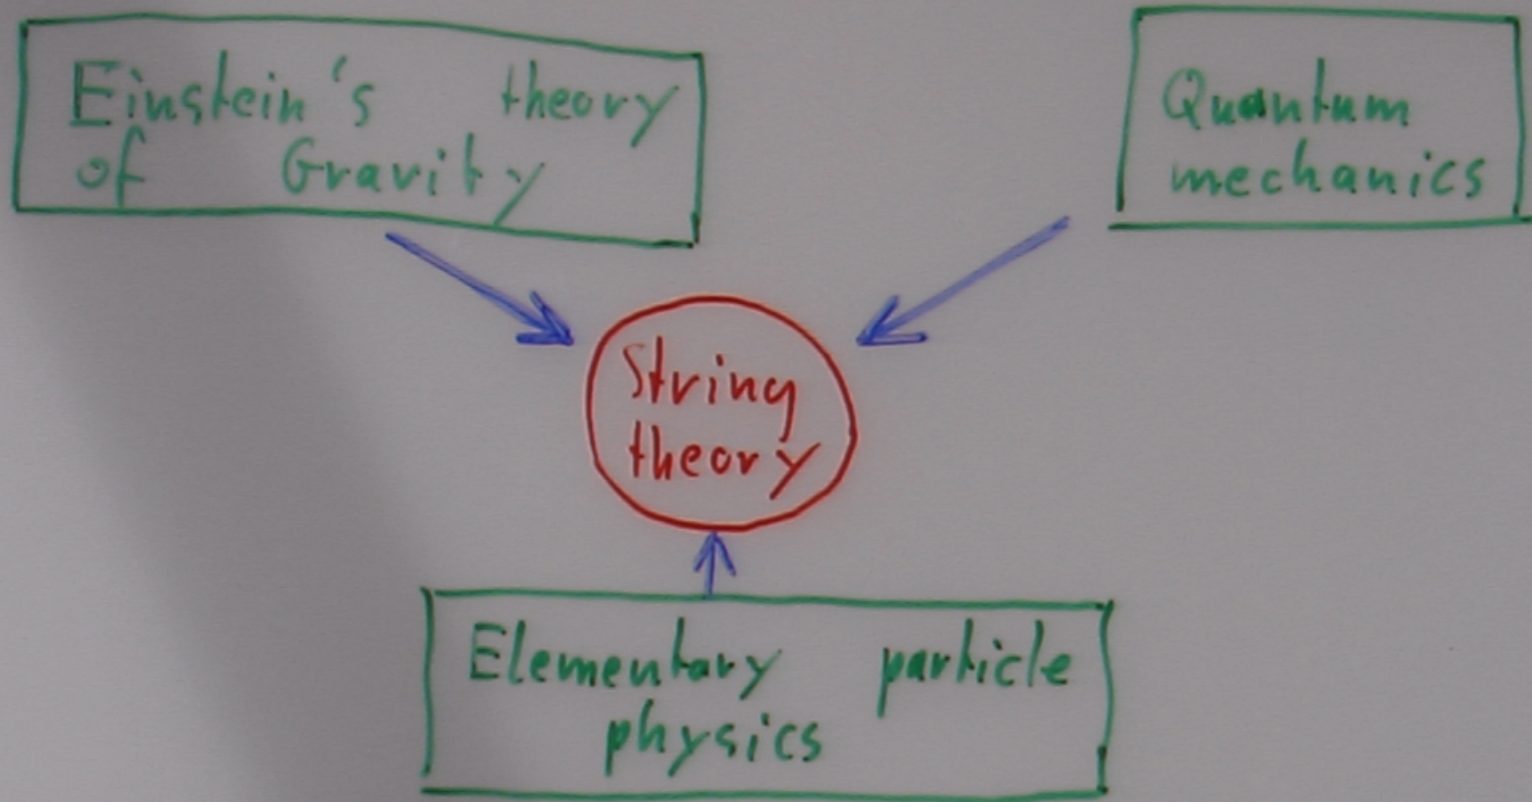 Einstein's theory
of Gravity
Quantum
mechanics
String
theory
Elementary particle
physics